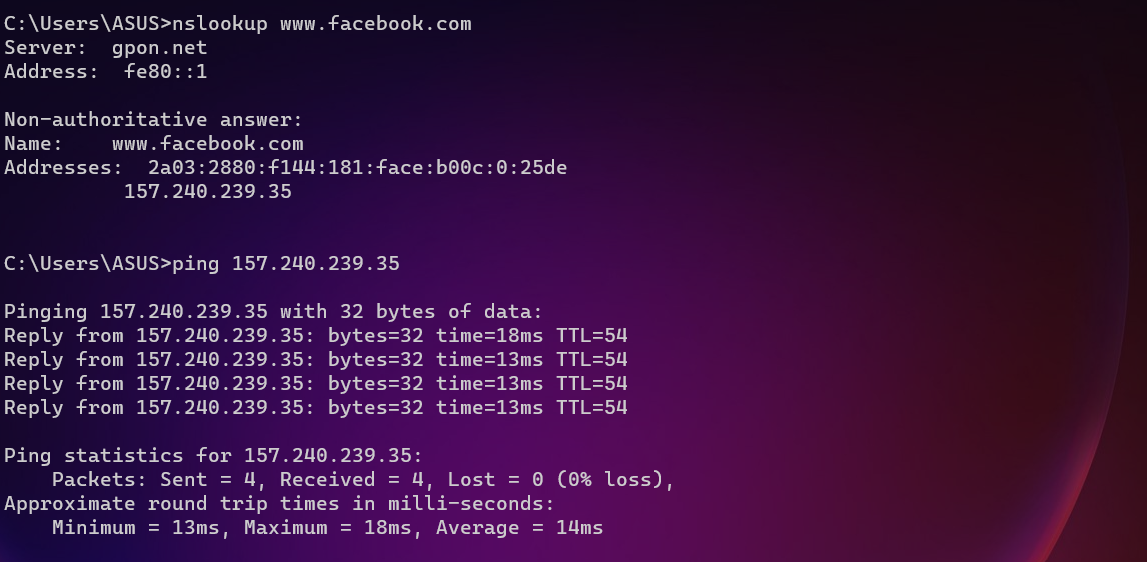 C:\Users\ASUS>nslookup www.facebook.com
Server:  gpon.net
Address:  fe80::1

Non-authoritative answer:
Name:    www.facebook.com
Addresses:  2a03:2880:f144:181:face:b00c:0:25de
          157.240.239.35


C:\Users\ASUS>ping 157.240.239.35

Pinging 157.240.239.35 with 32 bytes of data:
Reply from 157.240.239.35: bytes=32 time=18ms TTL=54
Reply from 157.240.239.35: bytes=32 time=13ms TTL=54
Reply from 157.240.239.35: bytes=32 time=13ms TTL=54
Reply from 157.240.239.35: bytes=32 time=13ms TTL=54

Ping statistics for 157.240.239.35:
    Packets: Sent = 4, Received = 4, Lost = 0 (0% loss),
Approximate round trip times in milli-seconds:
    Minimum = 13ms, Maximum = 18ms, Average = 14ms